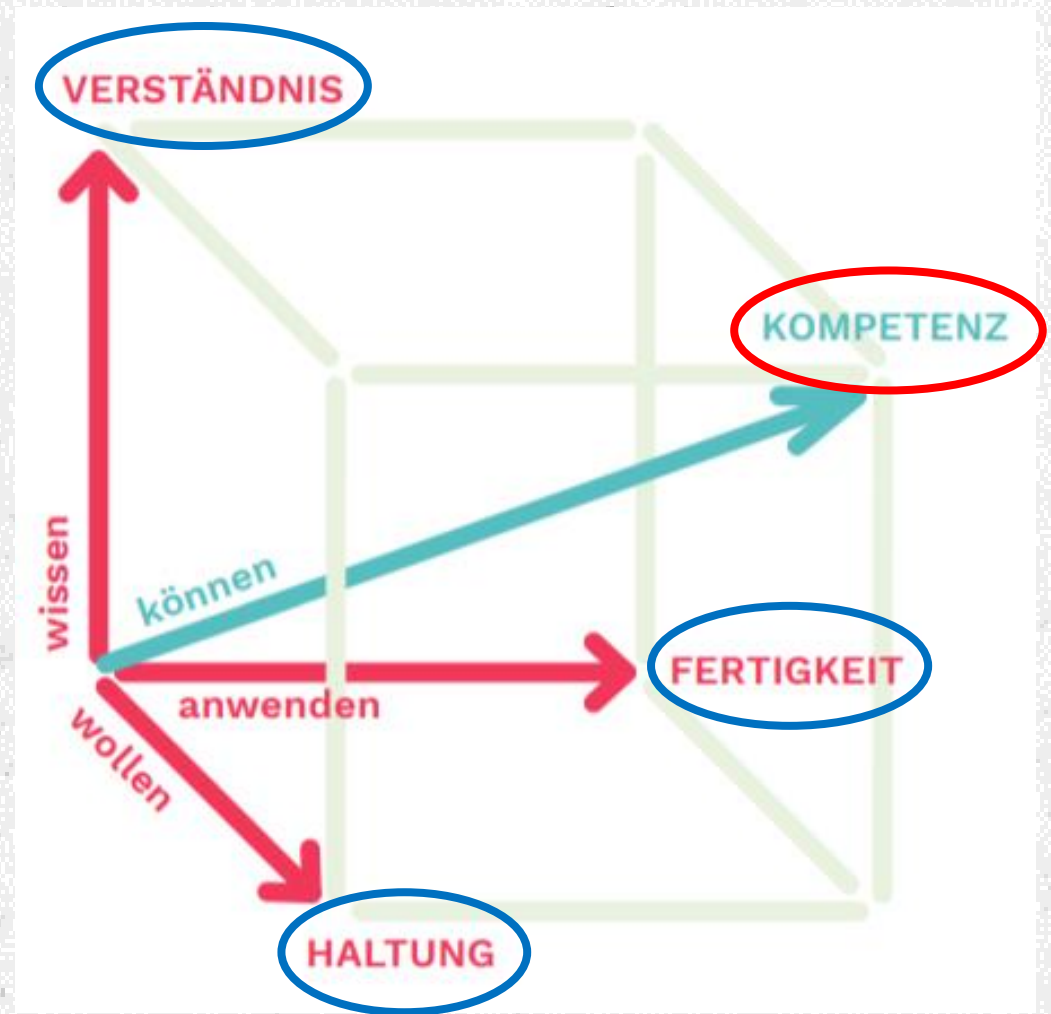 VERSTÄNDNIS
KOMPETENZ
wissen
können
FERTIGKEIT
anwenden
wollen
HALTUNG